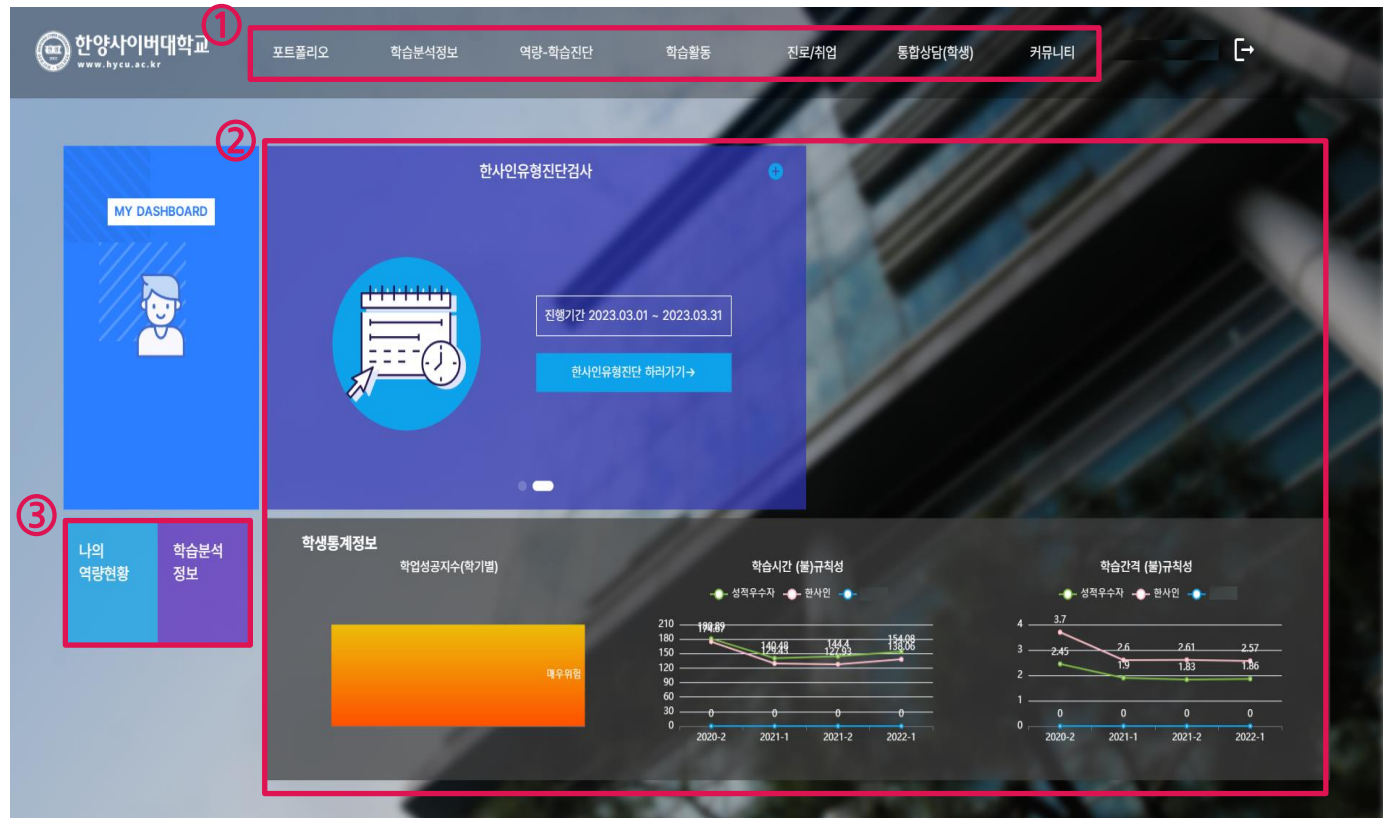 ①
한양사이버대학교
www.hycu.ac.kr
포트폴리오 학습분석정보 역량-학습진단 학습활동 진로/취업 통합상담(학생) 커뮤니티
②
MY DASHBOARD
한사인유형진단검사
진행기간 2023.03.01 ~ 2023.03.31
한사인유형진단 하러가기→
③
나의
역량현황
학습분석
정보
학생통계정보
학업성공지수(학기별)
매우위험
학습시간 (불)규칙성
성적우수자 한사인
210
180
150
120
90
60
30
0
174.87
140.48 144.4 154.08
129.43 127.93 138.06
0 0 0 0
2020-2 2021-1 2021-2 2022-1
학습간격 (불)규칙성
성적우수자 한사인
4
3
2
1
0
3.7 2.6 2.61 2.57
2.45 1.9 1.83 1.86
0 0 0 0
2020-2 2021-1 2021-2 2022-1